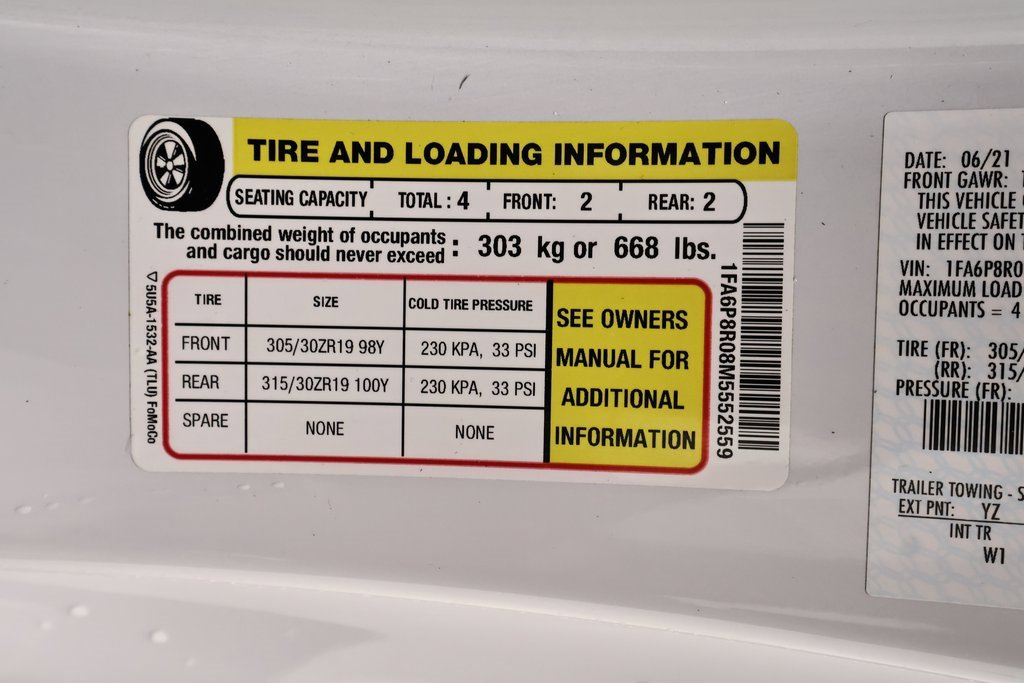 TIRE AND LOADING INFORMATION
SEATING CAPACITY TOTAL: 4 FRONT: 2 REAR: 2
The combined weight of occupants
and cargo should never exceed : 303 kg or 668 lbs.
TIRE SIZE COLD TIRE PRESSURE
FRONT 305/30ZR19 98Y 230 KPA, 33 PSI
REAR 315/30ZR19 100Y 230 KPA, 33 PSI
SPARE NONE NONE
SEE OWNERS
MANUAL FOR
ADDITIONAL
INFORMATION
5U5A-1532-AA (TLU) FoMoCo
1FA6P8R08M5552559
DATE: 06/21
FRONT GAWR:
THIS VEHICLE
VEHICLE SAFET
IN EFFECT ON
VIN: 1FA6P8R0
MAXIMUM LOAD
OCCUPANTS = 4
TIRE (FR): 305/
(RR): 315/
PRESSURE (FR):
TRAILER TOWING - S
EXT PNT: YZ
INT TR
W1